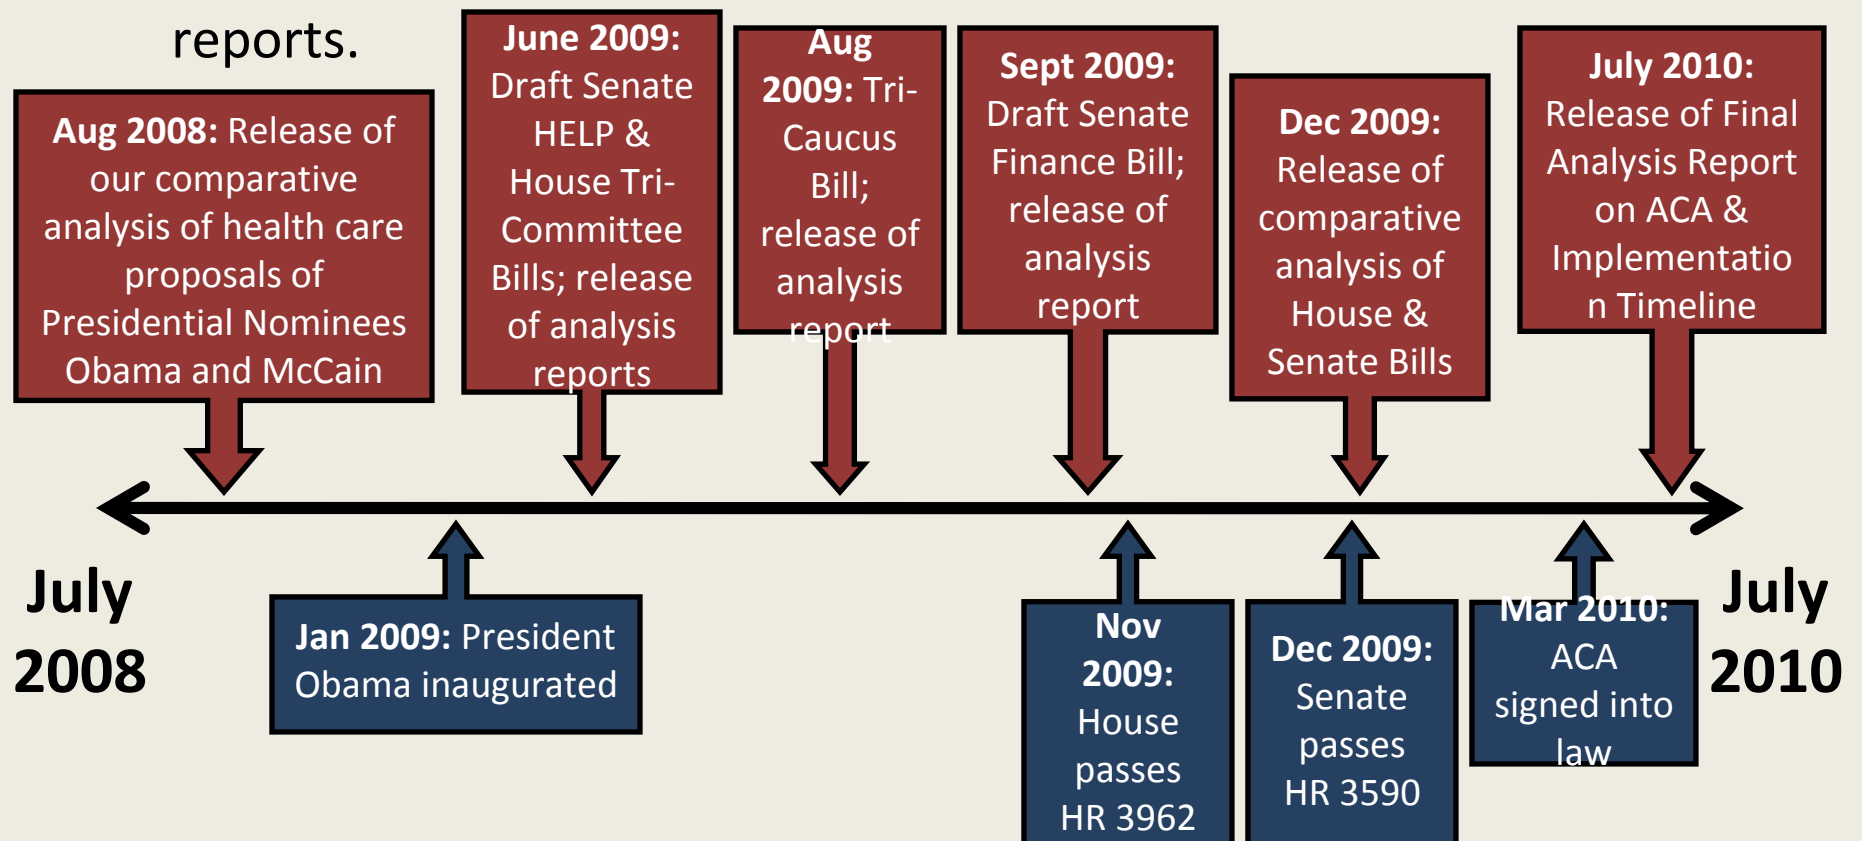 reports.
Aug 2008: Release of
our comparative
analysis of health care
proposals of
Presidential Nominees
Obama and McCain
June 2009:
Draft Senate
HELP &
House Tri-
Committee
Bills; release
of analysis
reports
Aug
2009: Tri-
Caucus
Bill;
release of
analysis
report
Sept 2009:
Draft Senate
Finance Bill;
release of
analysis
report
Dec 2009:
Release of
comparative
analysis of
House &
Senate Bills
July 2010:
Release of Final
Analysis Report
on ACA &
Implementatio
n Timeline
July
2008
Jan 2009: President
Obama inaugurated
Nov
2009:
House
passes
HR 3962
Dec 2009:
Senate
passes
HR 3590
Mar 2010:
ACA
signed into
law
July
2010